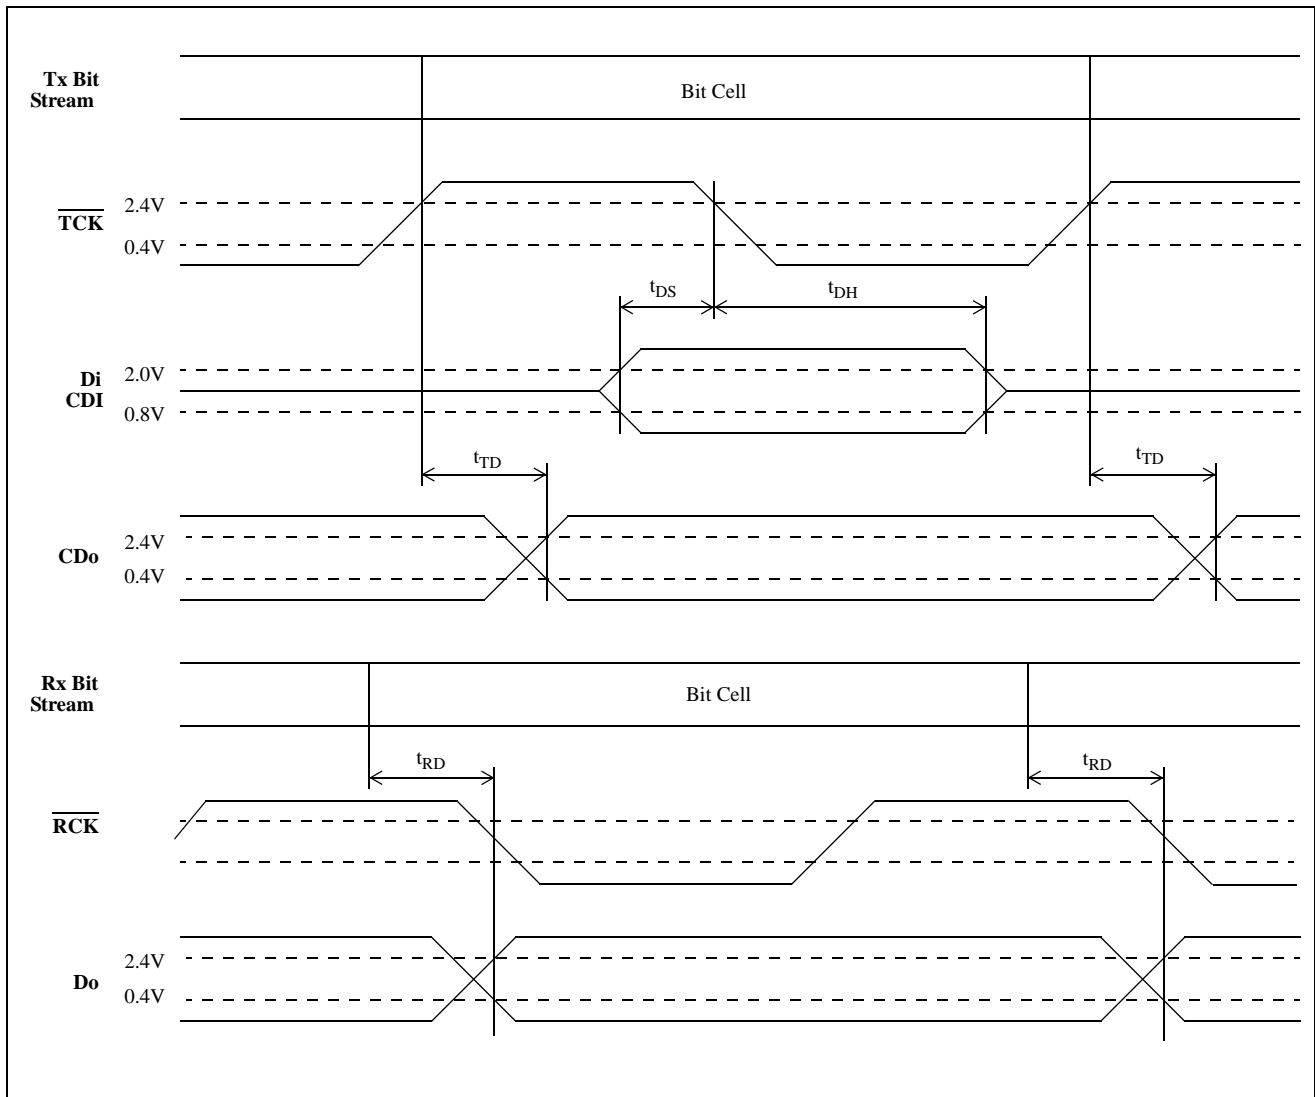 Tx Bit
Stream
Bit Cell
TCK
2.4V
0.4V
tDS
tDH
Di
CDI
2.0V
0.8V
tTD
tTD
CDo
2.4V
0.4V
Rx Bit
Stream
Bit Cell
tRD
tRD
RCK
Do
2.4V
0.4V